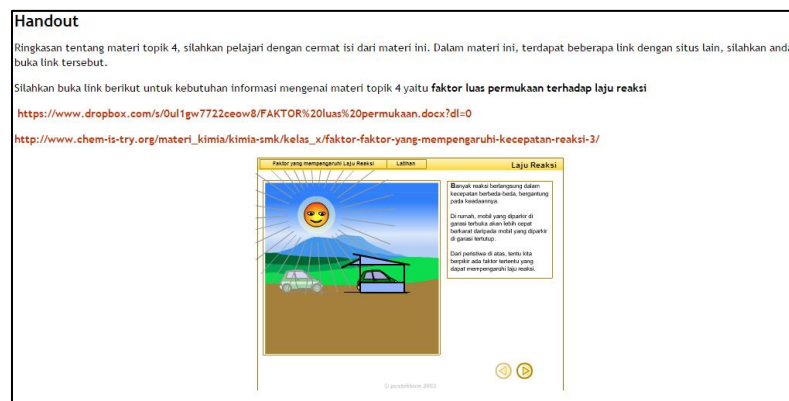 Handout
Ringkasan tentang materi topik 4, silahkan pelajari dengan cermat isi dari materi ini. Dalam materi ini, terdapat beberapa link dengan situs lain, silahkan anda
buka link tersebut.
Silahkan buka link berikut untuk kebutuhan informasi mengenai materi topik 4 yaitu faktor luas permukaan terhadap laju reaksi
https://www.dropbox.com/s/0ul1gw7722ceow8/FAKTOR%20luas%20permukaan.docx?dl=0
http://www.chem-is-try.org/materi_kimia/kimia-smk/kelas_x/faktor-faktor-yang-mempengaruhi-kecepatan-reaksi-3/
Faktor yang mempengaruhi Laju Reaksi
Latihan
Laju Reaksi
Banyak reaksi berlangsung dalam
kecepatan berbeda-beda, bergantung
pada keadaannya.
Di rumah, mobil yang diparkir di
garasi terbuka akan lebih cepat
berkarat daripada mobil yang diparkir
di garasi tertutup.
Dari peristiwa di atas, tentu kita
berpikir ada faktor tertentu yang
dapat mempengaruhi laju reaksi.